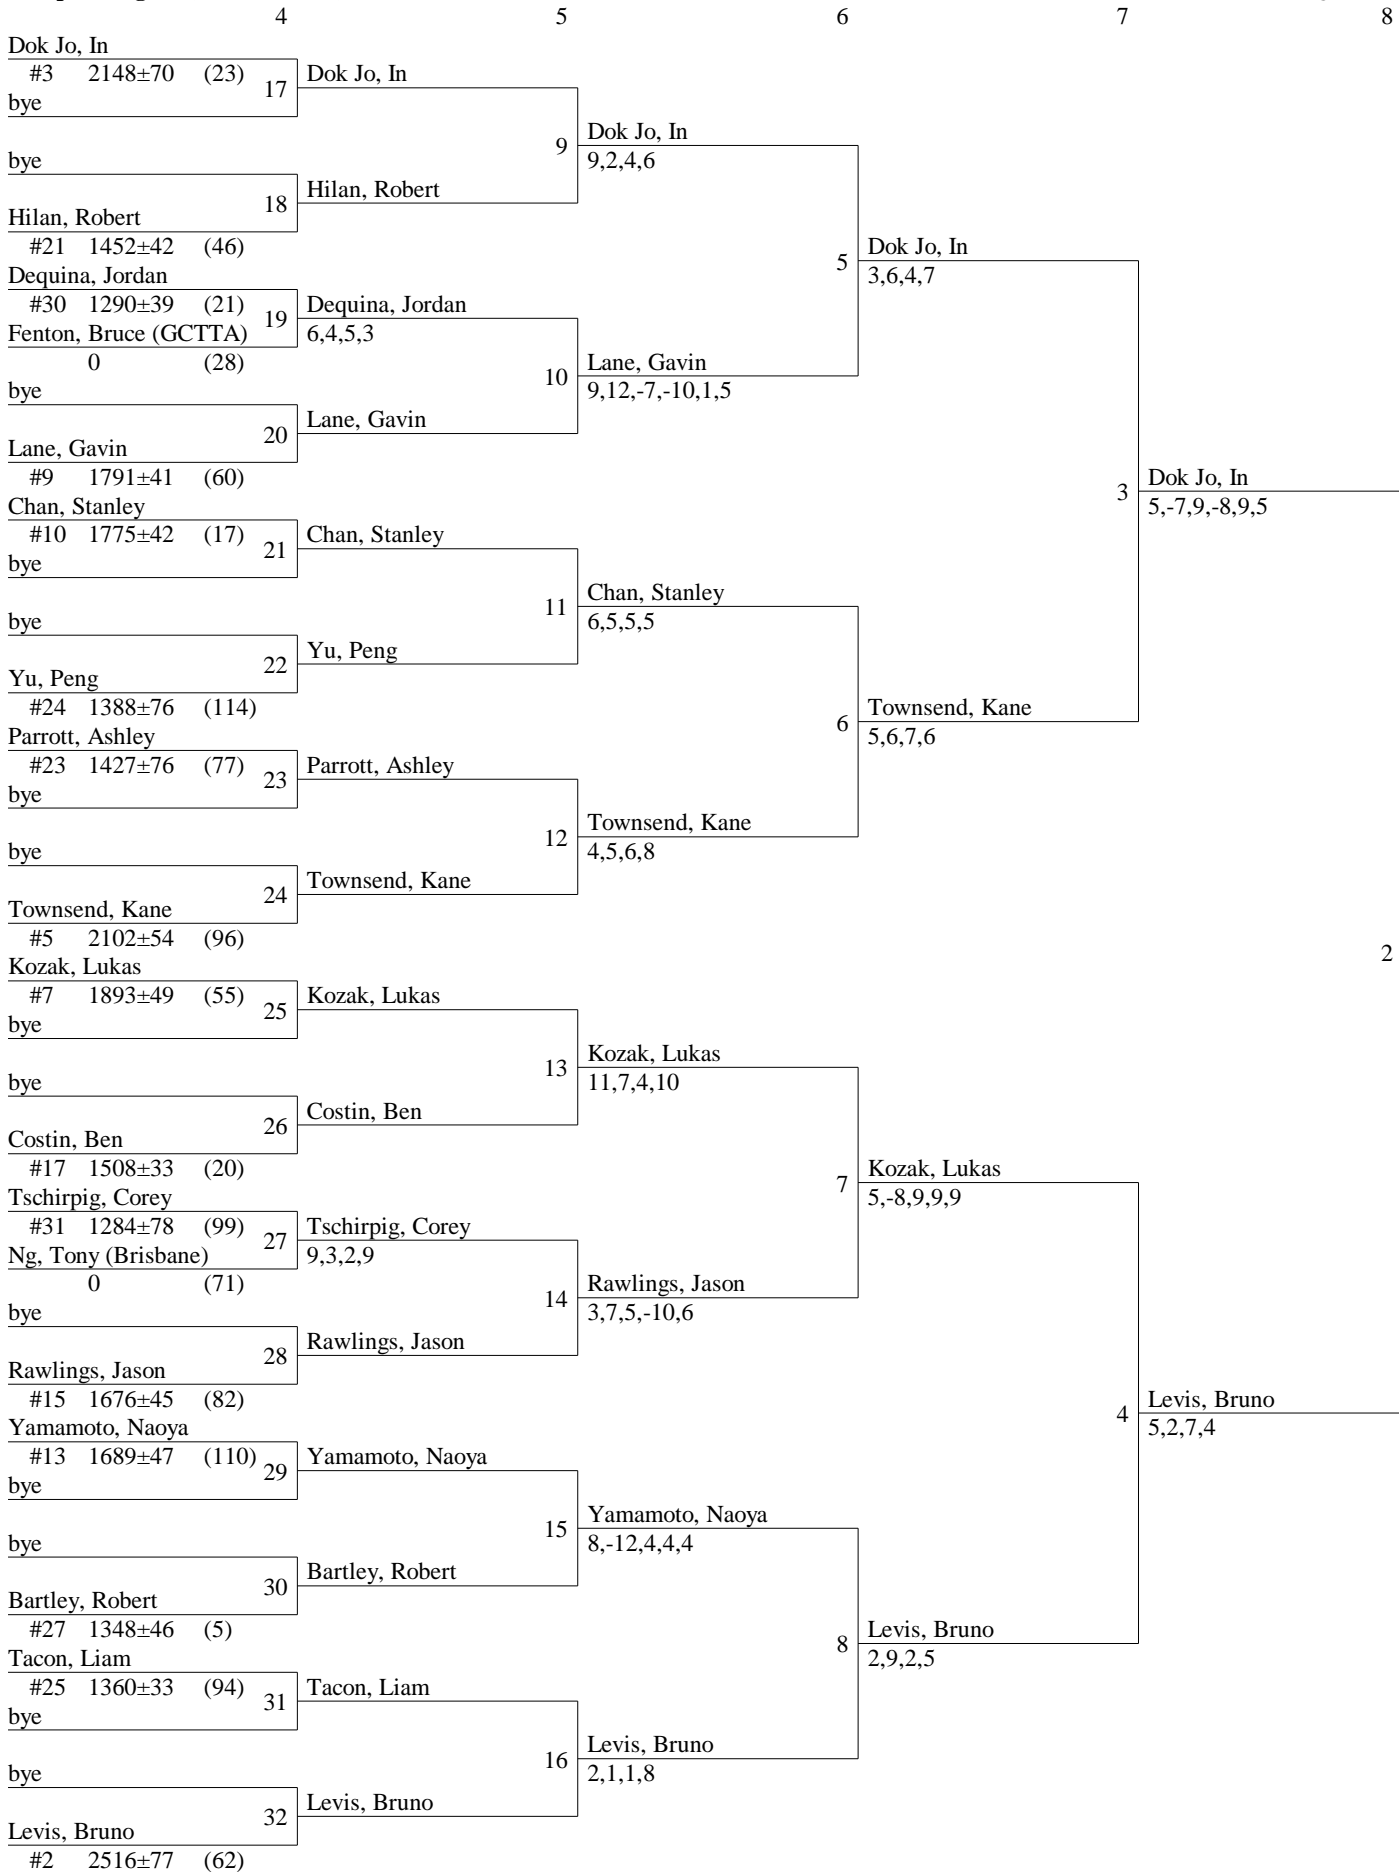 4 5 6 7 8
Dok Jo, In
#3 2148±70 (23) 17 Dok Jo, In
bye
9 Dok Jo, In
bye 9,2,4,6
18 Hilan, Robert
Hilan, Robert
#21 1452±42 (46)
5 Dok Jo, In
Dequina, Jordan 3,6,4,7
#30 1290±39 (21) 19 Dequina, Jordan
Fenton, Bruce (GCTTA) 6,4,5,3
0 (28)
10 Lane, Gavin
bye 9,12,-7,-10,1,5
20 Lane, Gavin
Lane, Gavin
#9 1791±41 (60)
3 Dok Jo, In
Chan, Stanley 5,-7,9,-8,9,5
#10 1775±42 (17) 21 Chan, Stanley
bye
11 Chan, Stanley
bye 6,5,5,5
22 Yu, Peng
Yu, Peng
#24 1388±76 (114)
6 Townsend, Kane
Parrott, Ashley 5,6,7,6
#23 1427±76 (77) 23 Parrott, Ashley
bye
12 Townsend, Kane
bye 4,5,6,8
24 Townsend, Kane
Townsend, Kane
#5 2102±54 (96)
2
Kozak, Lukas
#7 1893±49 (55) 25 Kozak, Lukas
bye
13 Kozak, Lukas
bye 11,7,4,10
26 Costin, Ben
Costin, Ben
#17 1508±33 (20)
7 Kozak, Lukas
Tschirpig, Corey 5,-8,9,9,9
#31 1284±78 (99) 27 Tschirpig, Corey
Ng, Tony (Brisbane) 9,3,2,9
0 (71)
14 Rawlings, Jason
bye 3,7,5,-10,6
28 Rawlings, Jason
Rawlings, Jason
#15 1676±45 (82)
4 Levis, Bruno
Yamamoto, Naoya 5,2,7,4
#13 1689±47 (110) 29 Yamamoto, Naoya
bye
15 Yamamoto, Naoya
bye 8,-12,4,4,4
30 Bartley, Robert
Bartley, Robert
#27 1348±46 (5)
8 Levis, Bruno
Tacon, Liam 2,9,2,5
#25 1360±33 (94) 31 Tacon, Liam
bye
16 Levis, Bruno
bye 2,1,1,8
32 Levis, Bruno
Levis, Bruno
#2 2516±77 (62)